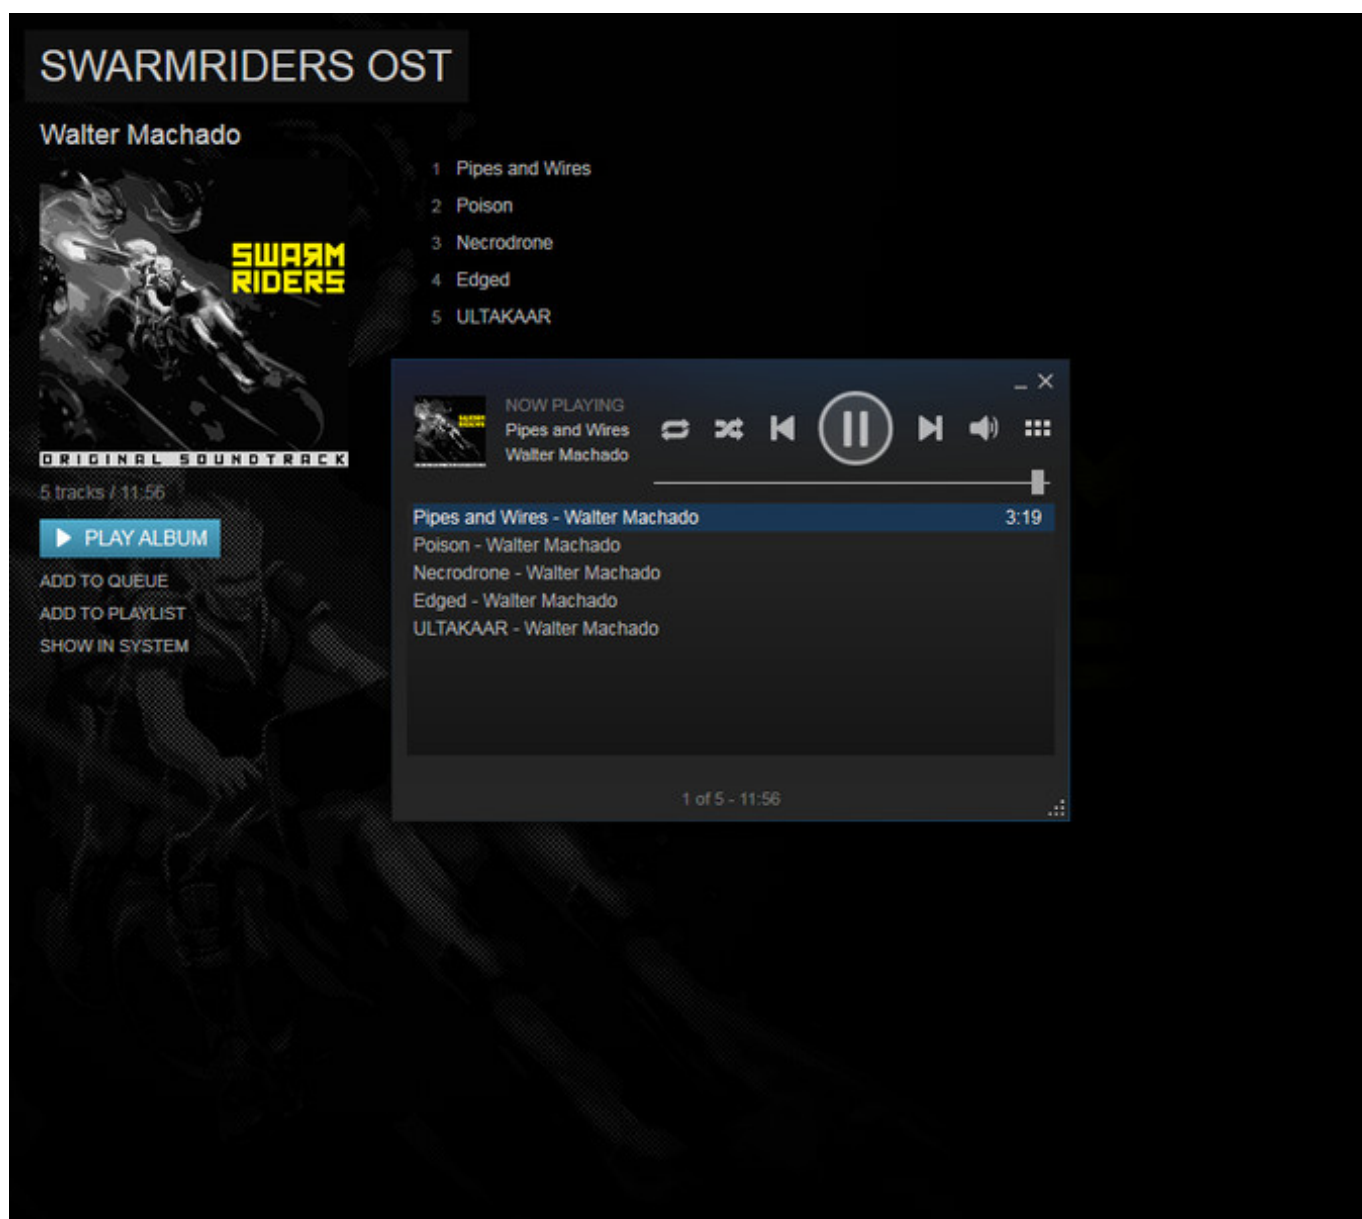 SWARMRIDERS OST
Walter Machado
SWARM
RIDERS
ORIGINAL SOUNDTRACK
5 tracks / 11:56
PLAY ALBUM
ADD TO QUEUE
ADD TO PLAYLIST
SHOW IN SYSTEM
1 Pipes and Wires
2 Poison
3 Necrodrone
4 Edged
5 ULTAKAAR
NOW PLAYING
Pipes and Wires
Walter Machado
Pipes and Wires - Walter Machado 3:19
Poison - Walter Machado
Necrodrone - Walter Machado
Edged - Walter Machado
ULTAKAAR - Walter Machado
1 of 5 - 11:56